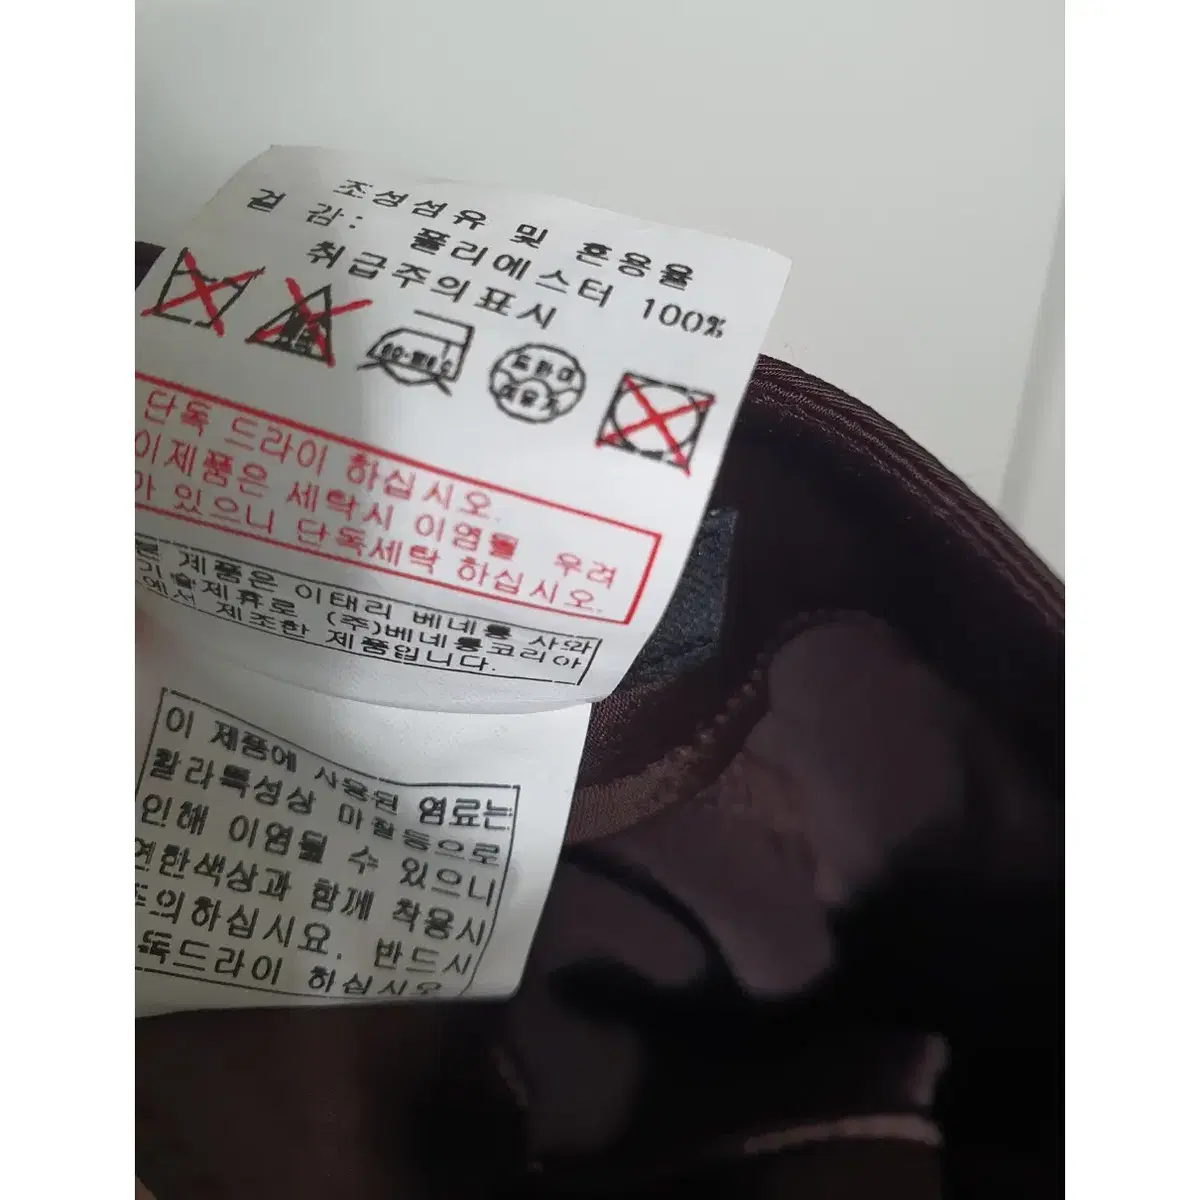 조성섬유 및 혼용율
겉 감: 폴리에스터 100%
취급주의표시
드라이
단독 드라이 하십시오.
이제품은 세탁시 이염될 우려
가 있으니 단독세탁 하십시오.
제품은 이태리 베네통 사와
기술제휴로 (주)베네통코리아
에서 제조한 제품입니다.
이 제품에 사용된 염료는
칼라특성상 마찰등으로
인해 이염될 수 있으니
연한색상과 함께 착용시
주의하십시요. 반드시
단독드라이 하십시오